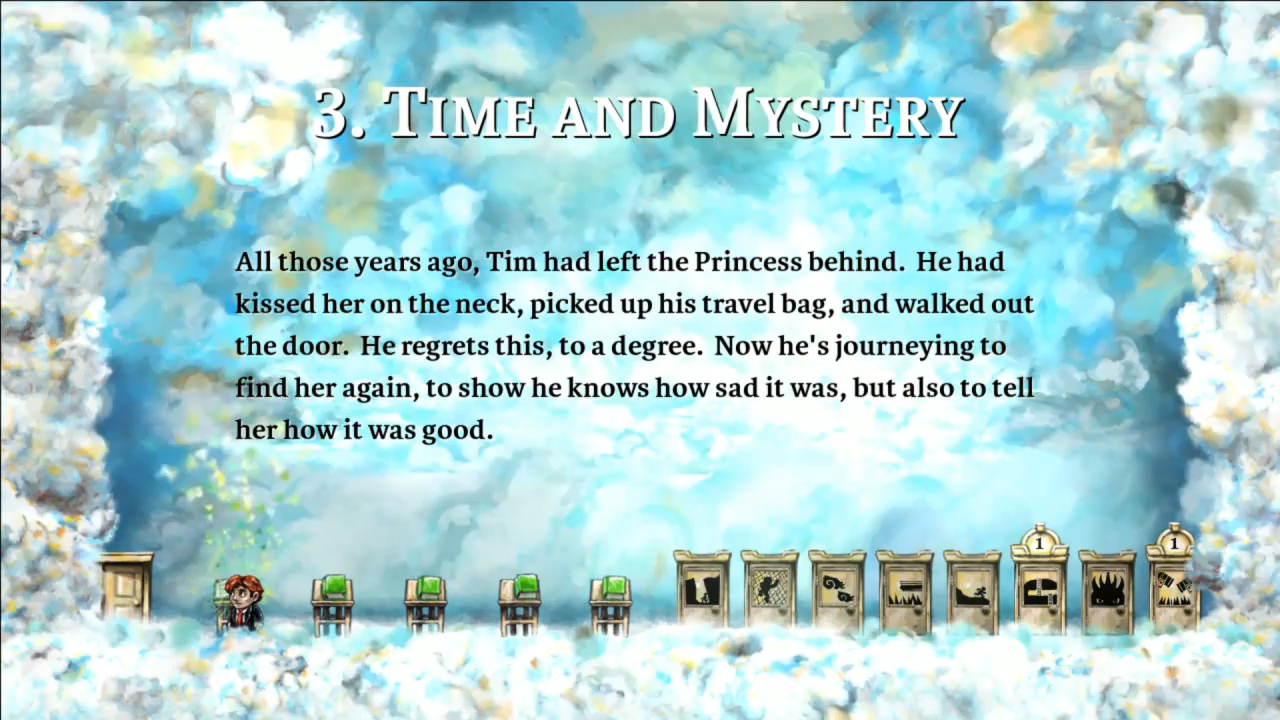 3. TIME AND MYSTERY
All those years ago, Tim had left the Princess behind.  He had
kissed her on the neck, picked up his travel bag, and walked out
the door.  He regrets this, to a degree.  Now he's journeying to
find her again, to show he knows how sad it was, but also to tell
her how it was good.
1
1